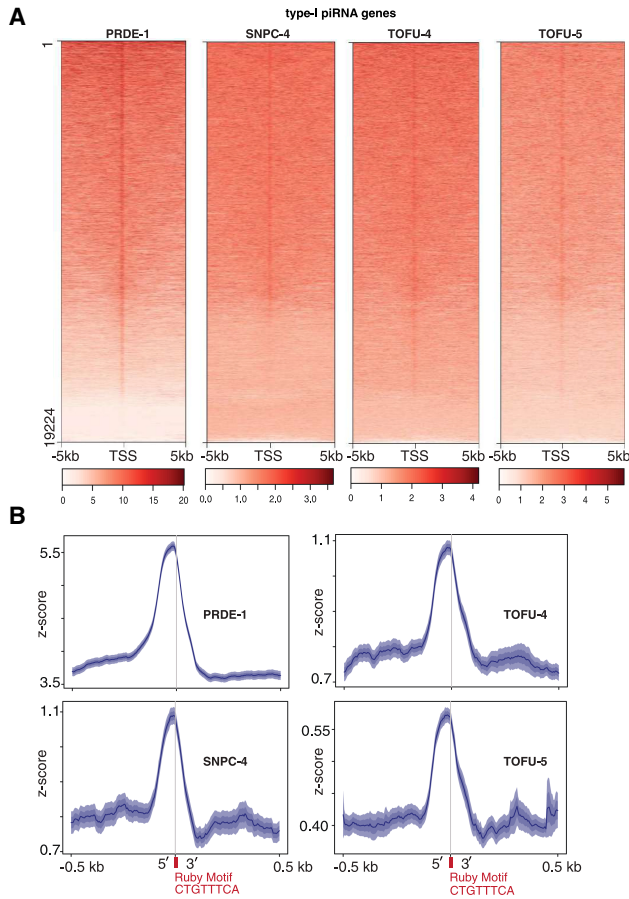 A
type-I piRNA genes
PRDE-1 SNPC-4 TOFU-4 TOFU-5
1
19224
-5kb TSS 5kb -5kb TSS 5kb -5kb TSS 5kb -5kb TSS 5kb
0 5 10 15 20 0.0 1.0 2.0 3.0 0 1 2 3 4 0 1 2 3 4 5
B
5.5
z-score
PRDE-1
3.5
1.1
z-score
TOFU-4
0.7
1.1
z-score
SNPC-4
0.7
0.55
z-score
TOFU-5
0.40
-0.5 kb 5′ 3′ 0.5 kb
Ruby Motif
CTGTTTCA
-0.5 kb 5′ 3′ 0.5 kb
Ruby Motif
CTGTTTCA